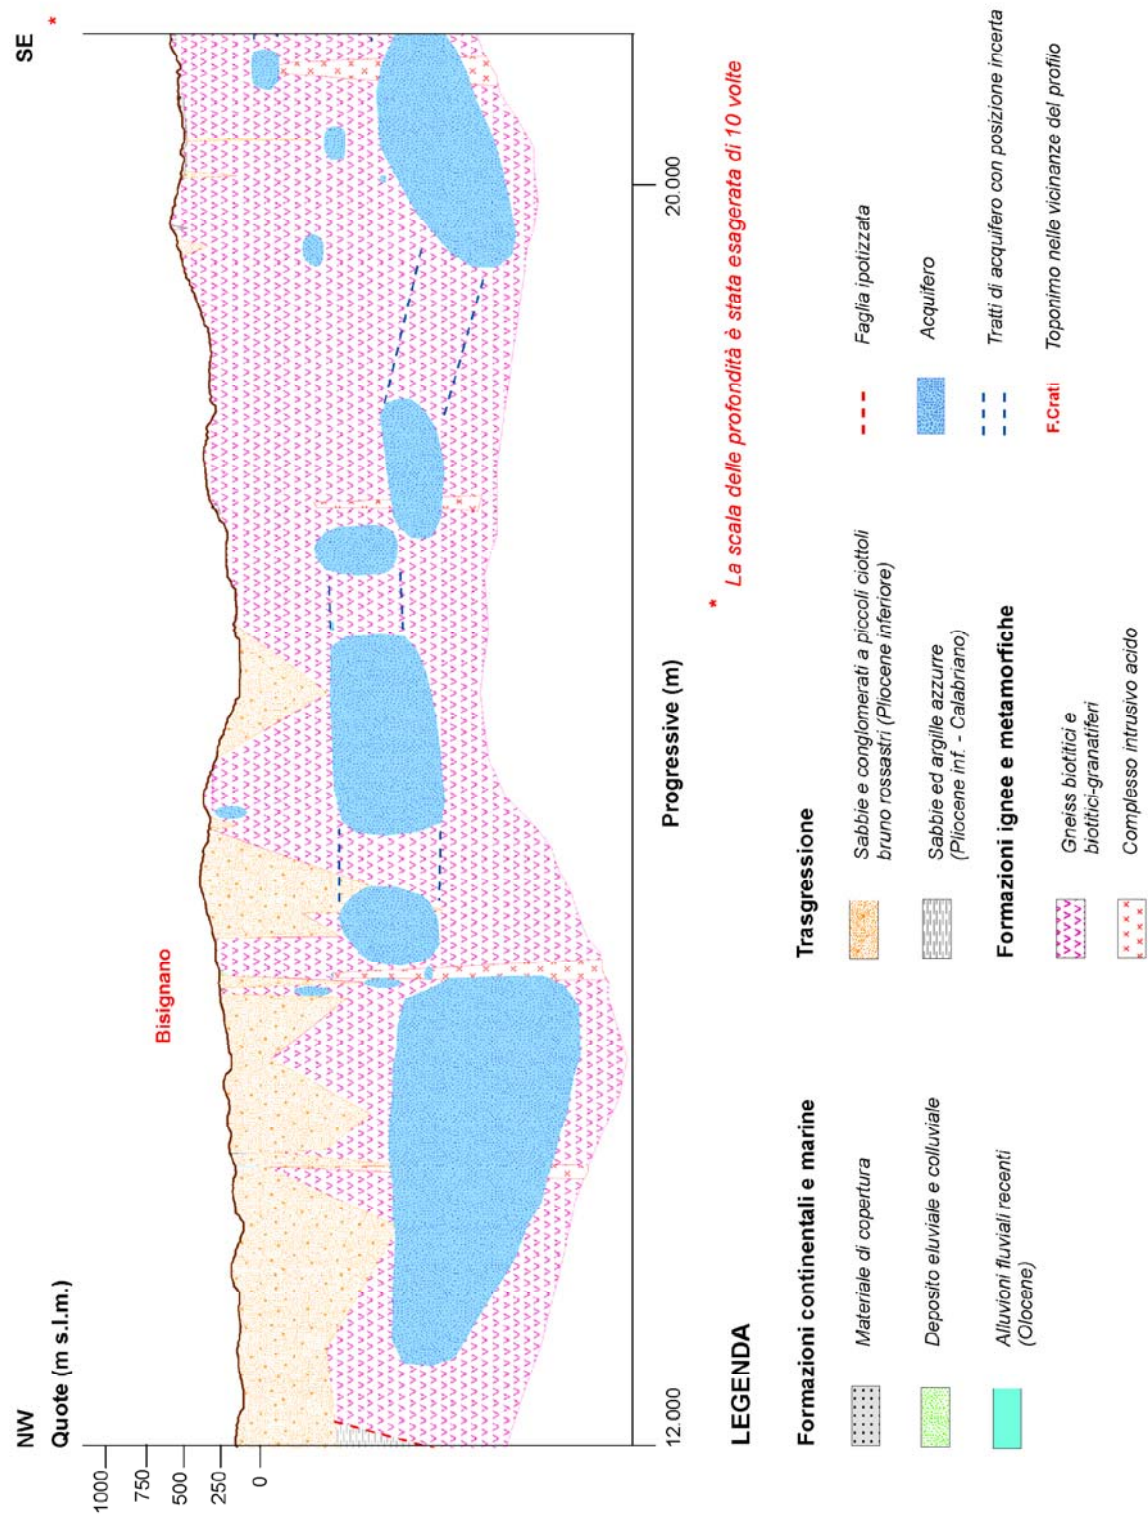 NW
SE
*
Quote (m s.l.m.)
1000
750
500
250
0
Bisignano
12.000
20.000
Progressive (m)
* La scala delle profondità è stata esagerata di 10 volte
LEGENDA
Formazioni continentali e marine
Materiale di copertura
Deposito eluviale e colluviale
Alluvioni fluviali recenti
(Olocene)
Trasgressione
Sabbie e conglomerati a piccoli ciottoli
bruno rossastri (Pliocene inferiore)
Sabbie ed argille azzurre
(Pliocene inf. - Calabriano)
Formazioni ignee e metamorfiche
Gneiss biotitici e
biotitici-granatiferi
Complesso intrusivo acido
Faglia ipotizzata
Acquifero
Tratti di acquifero con posizione incerta
F.Crati
Toponimo nelle vicinanze del profilo